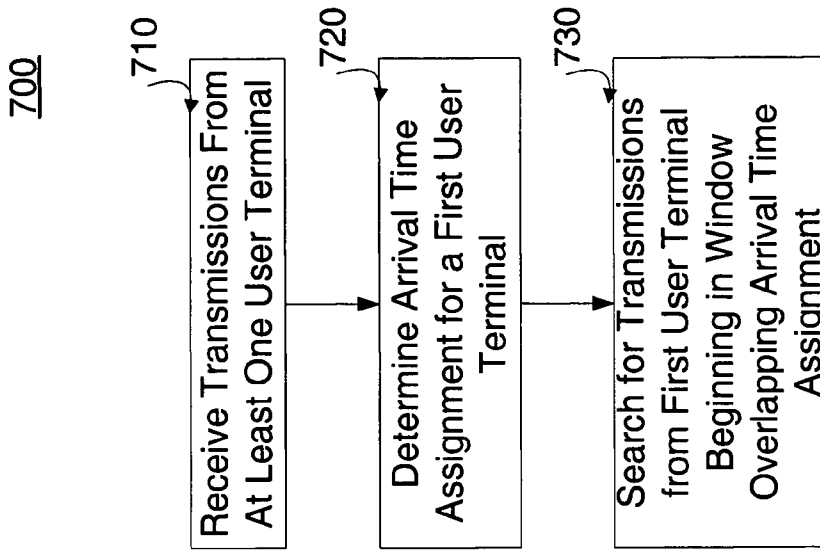 700
710
Receive Transmissions From
At Least One User Terminal
720
Determine Arrival Time
Assignment for a First User
Terminal
730
Search for Transmissions
from First User Terminal
Beginning in Window
Overlapping Arrival Time
Assignment